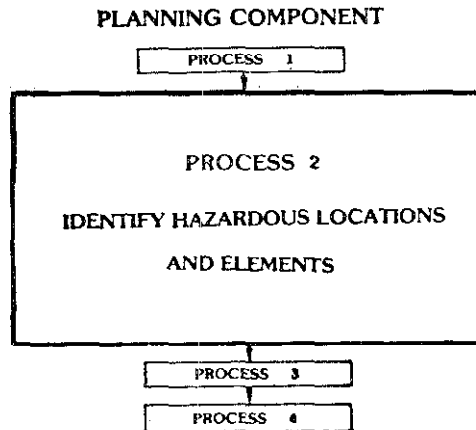 PLANNING COMPONENT
PROCESS 1
PROCESS 2
IDENTIFY HAZARDOUS LOCATIONS
AND ELEMENTS
PROCESS 3
PROCESS 4